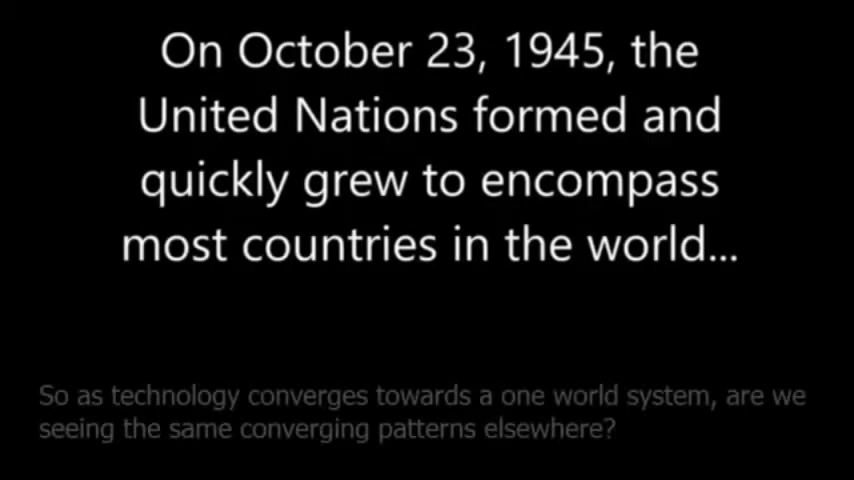 On October 23, 1945, the
United Nations formed and
quickly grew to encompass
most countries in the world...
So as technology converges towards a one world system, are we
seeing the same converging patterns elsewhere?